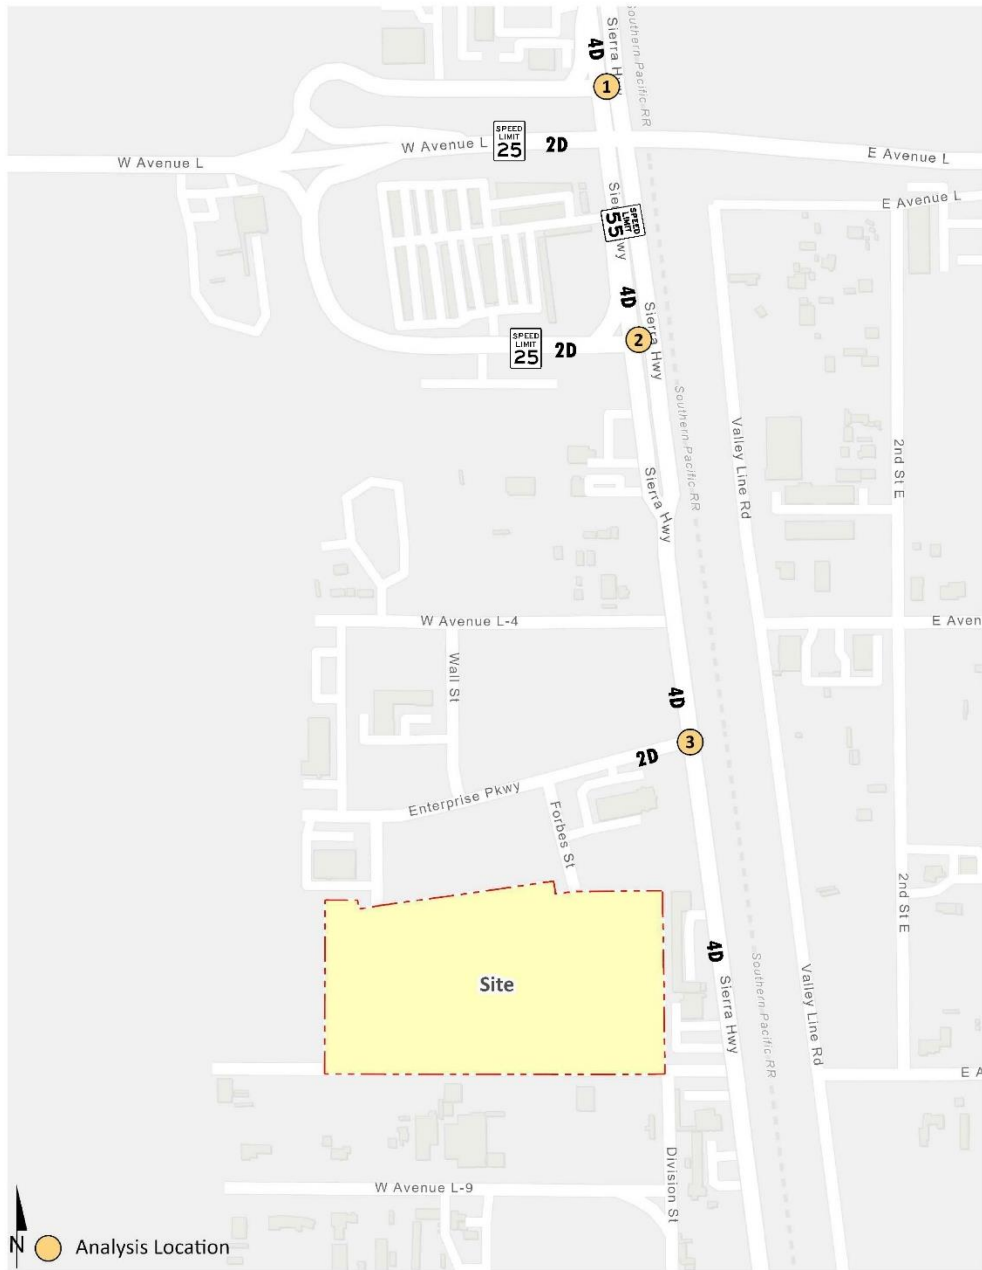 Sierra Hwy
Southern Pacific RR
4D
1
SPEED
LIMIT
25
2D
W Avenue L
W Avenue L
E Avenue L
E Avenue L
Sierra Hwy
SPEED
LIMIT
55
4D
Sierra Hwy
SPEED
LIMIT
25
2D
2
Southern Pacific RR
Valley Line Rd
2nd St E
Sierra Hwy
W Avenue L-4
E Aven
Wall St
4D
3
2D
Enterprise Pkwy
Forbes St
2nd St E
4D
Site
Sierra Hwy
Southern Pacific RR
Valley Line Rd
E A
Division St
W Avenue L-9
N
Analysis Location